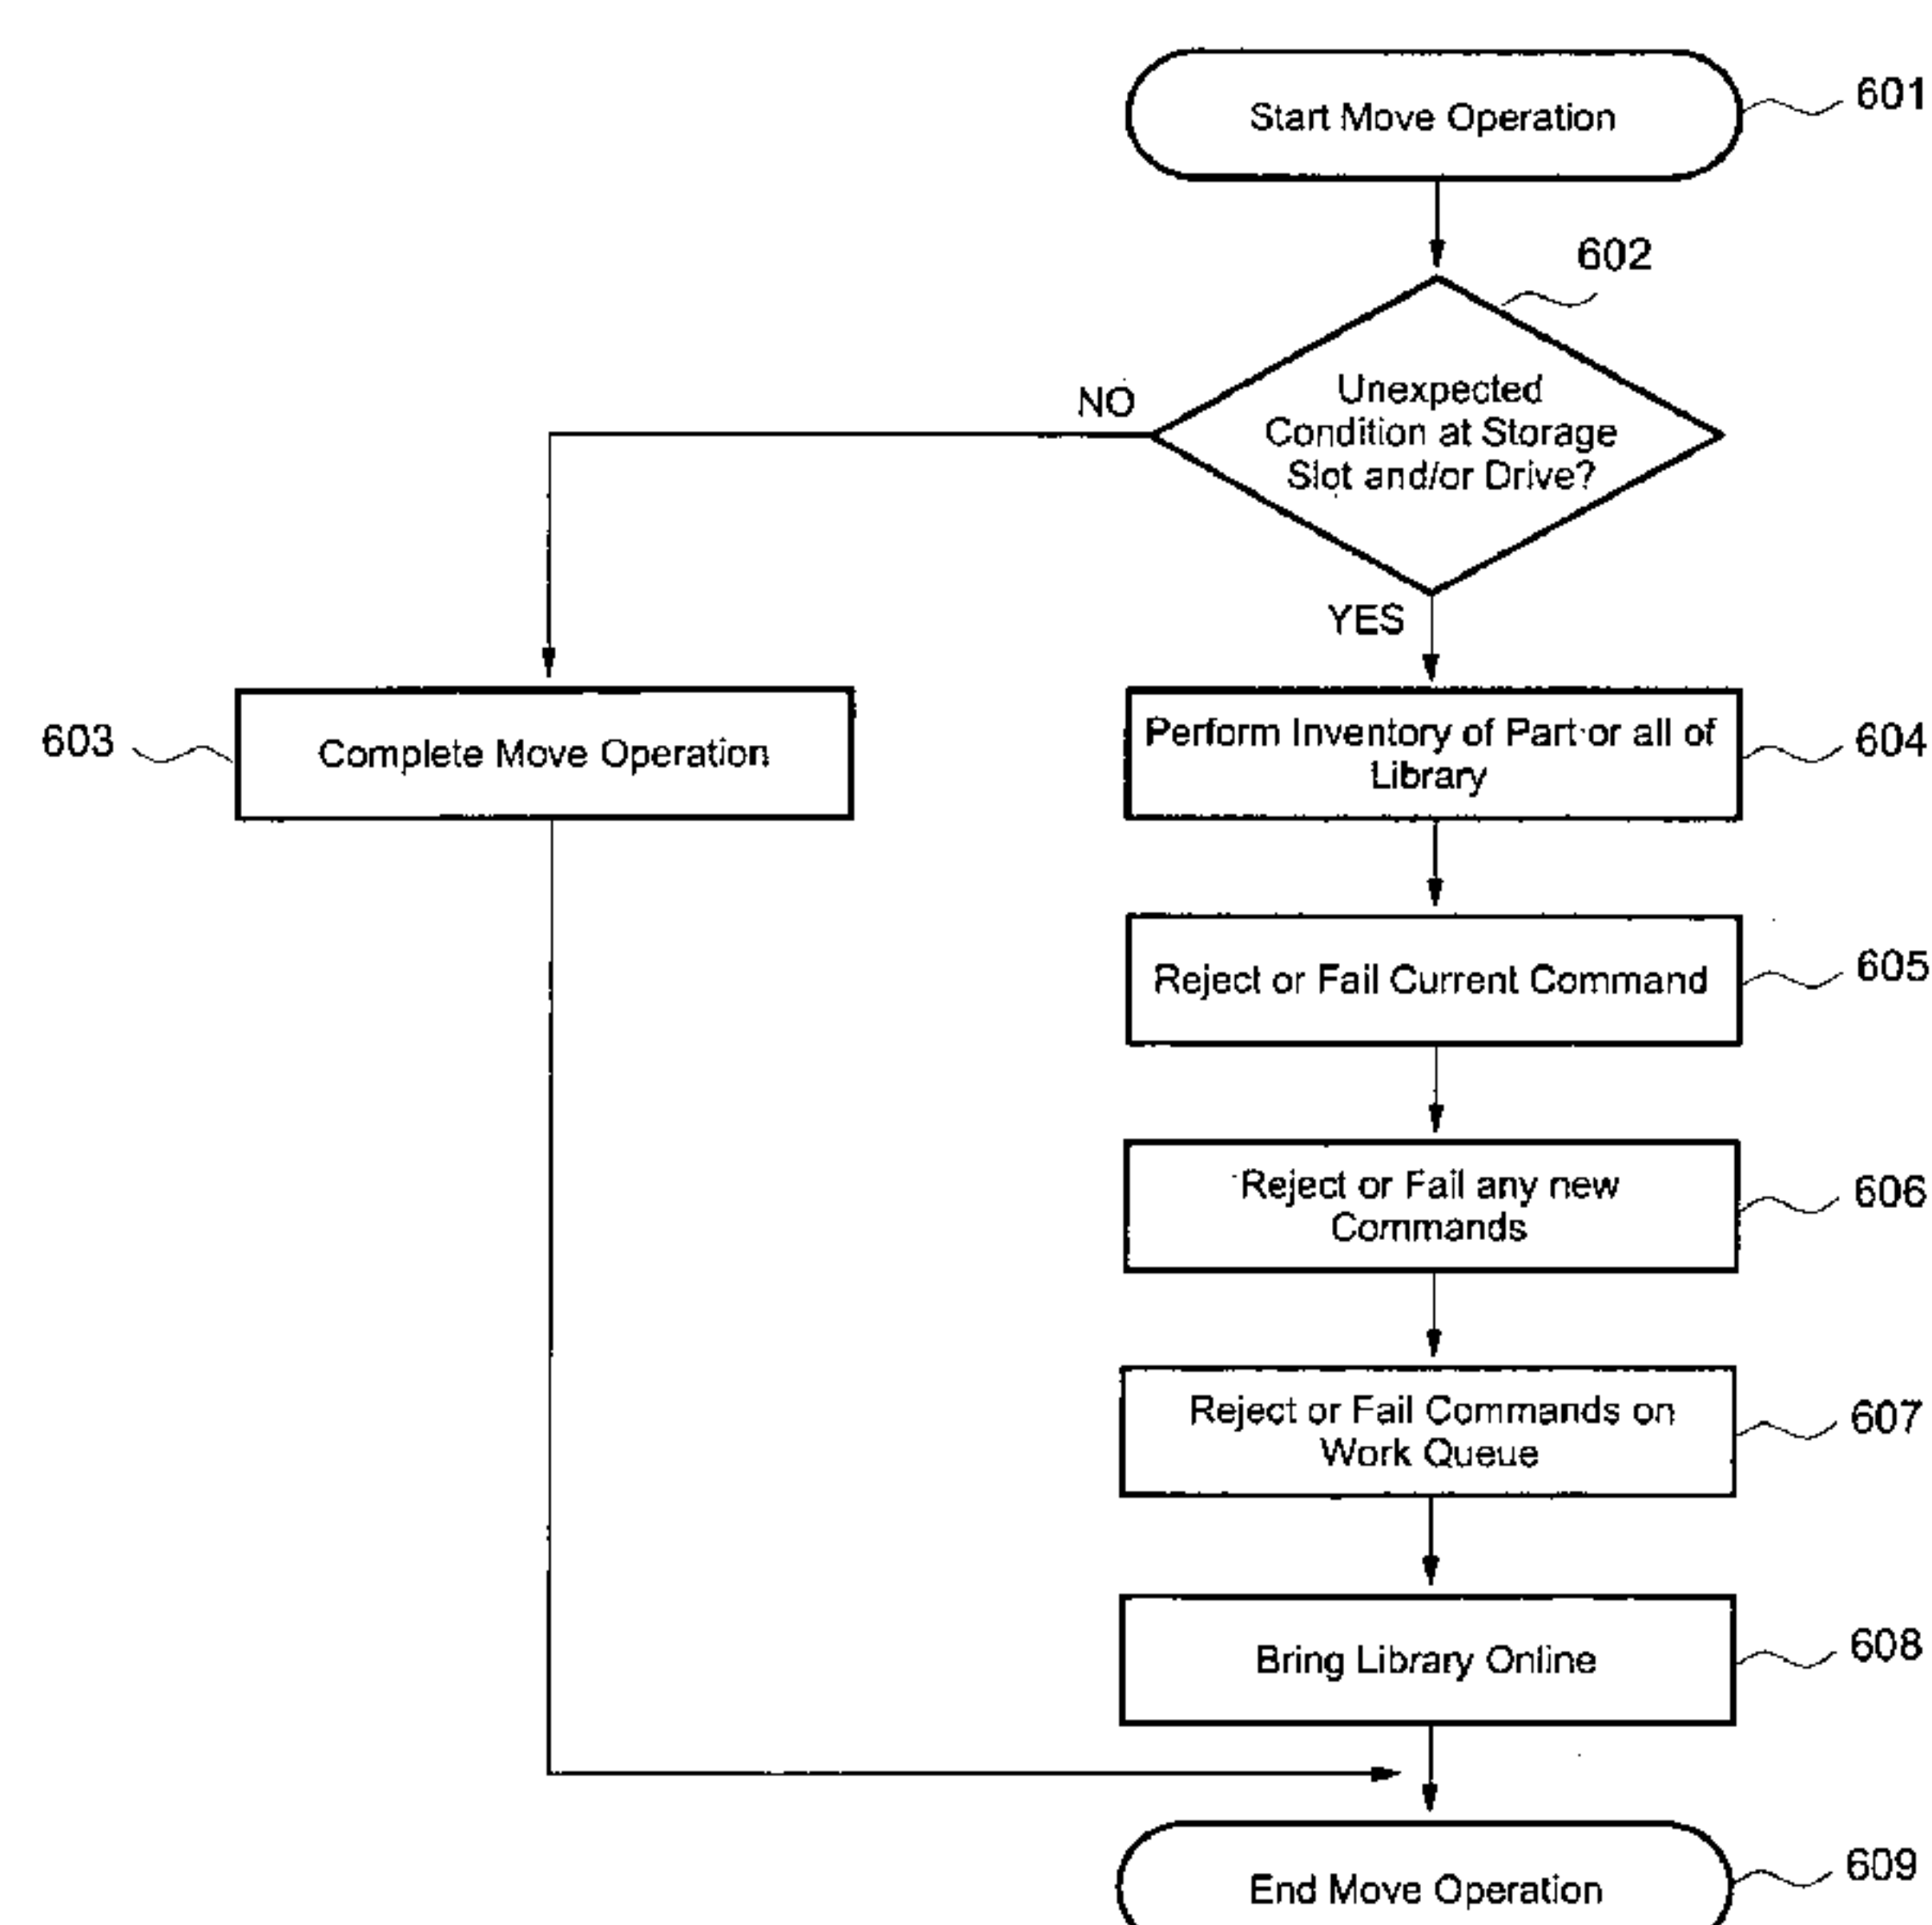 Start Move Operation
601
602
Unexpected
Condition at Storage
Slot and/or Drive?
NO
YES
603
Complete Move Operation
Perform Inventory of Part or all of
Library
604
Reject or Fail Current Command
605
Reject or Fail any new
Commands
606
Reject or Fail Commands on
Work Queue
607
Bring Library Online
608
End Move Operation
609